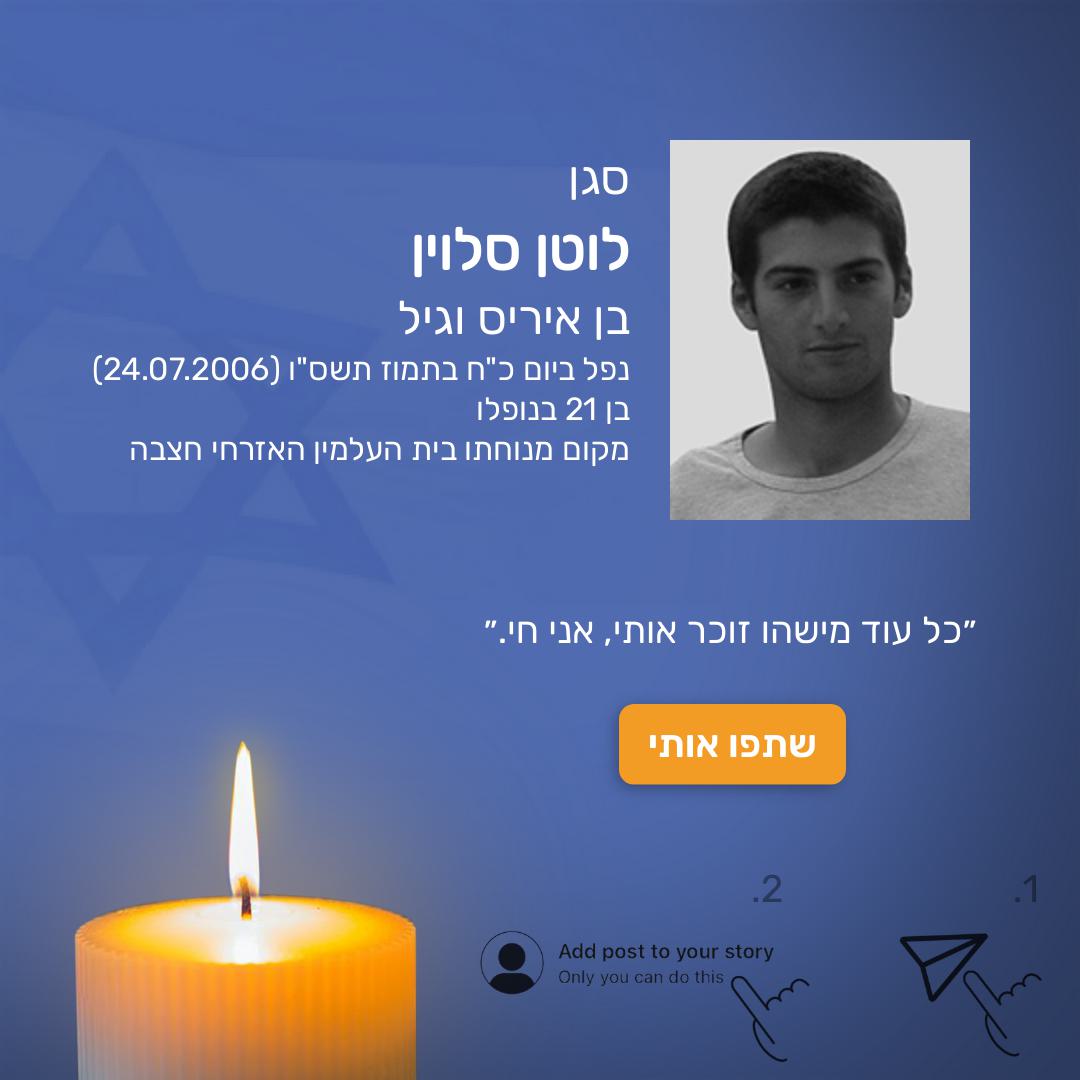 סגן
לוטן סלוין
בן איריס וגיל
נפל ביום כ"ח בתמוז תשס"ו (24.07.2006)
בן 21 בנופלו
מקום מנוחתו בית העלמין האזרחי חצבה
״כל עוד מישהו זוכר אותי, אני חי.״
שתפו אותי
1.
2.
Add post to your story
Only you can do this